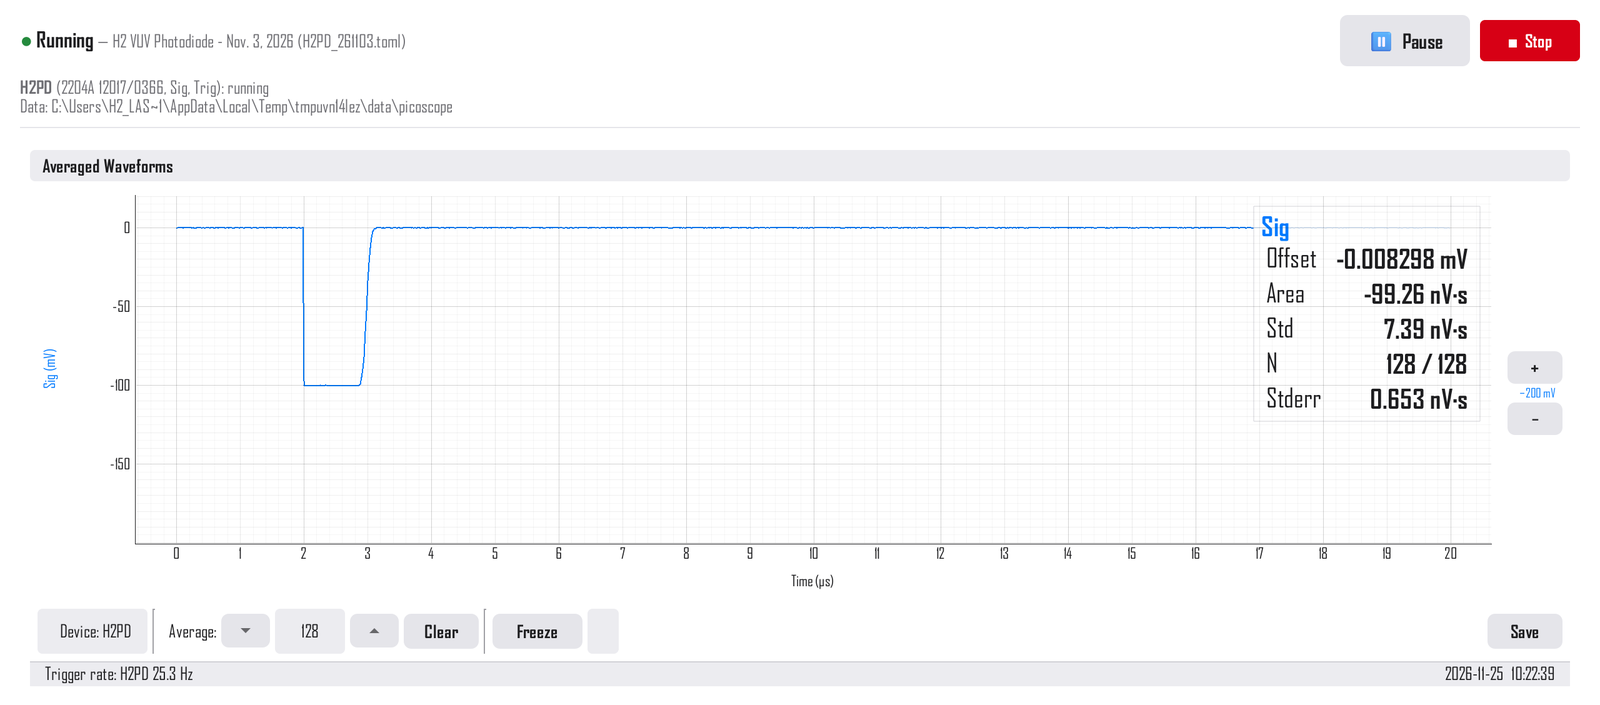 Running — H2 VUV Photodiode - Nov. 3, 2026 (H2PD_261103.toml)
Pause
Stop
H2PD (2204A 12017/0366, Sig, Trig): running
Data: C:\Users\H2_LAS~1\AppData\Local\Temp\tmpuvn14lez\data\picoscope
Averaged Waveforms
Sig (mV)
0
-50
-100
-150
Sig
Offset -0.008298 mV
Area -99.26 nV·s
Std 7.39 nV·s
N 128 / 128
Stderr 0.653 nV·s
+
~200 mV
-
0 1 2 3 4 5 6 7 8 9 10 11 12 13 14 15 16 17 18 19 20
Time (µs)
Device: H2PD Average: 128 Clear Freeze Save
Trigger rate: H2PD 25.3 Hz 2026-11-25 10:22:39